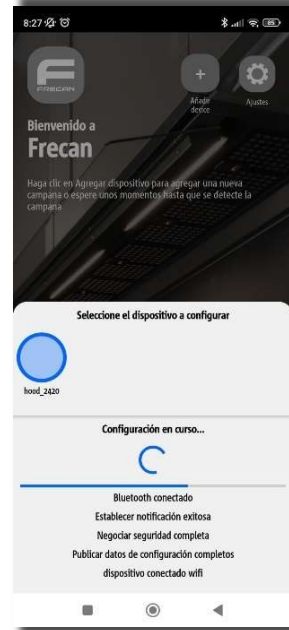 8:27
85
FRECAN
+
Añade
device
Ajustes
Bienvenido a
Frecan
Haga clic en Agregar dispositivo para agregar una nueva
campana o espere unos momentos hasta que se detecte la
campana
Seleccione el dispositivo a configurar
hood_2420
Configuración en curso...
Bluetooth conectado
Establecer notificación exitosa
Negociar seguridad completa
Publicar datos de configuración completos
dispositivo conectado wifi